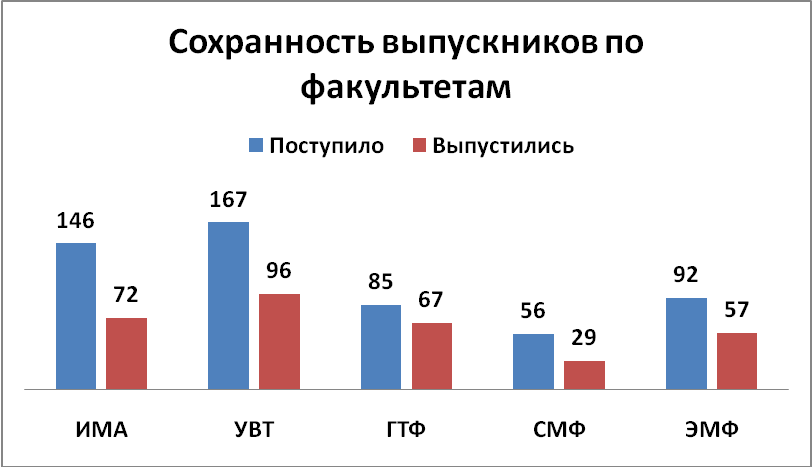 Сохранность выпускников по
факультетам
Поступило Выпустились
146 72 167 96 85 67 56 29 92 57
ИМА УВТ ГТФ СМФ ЭМФ